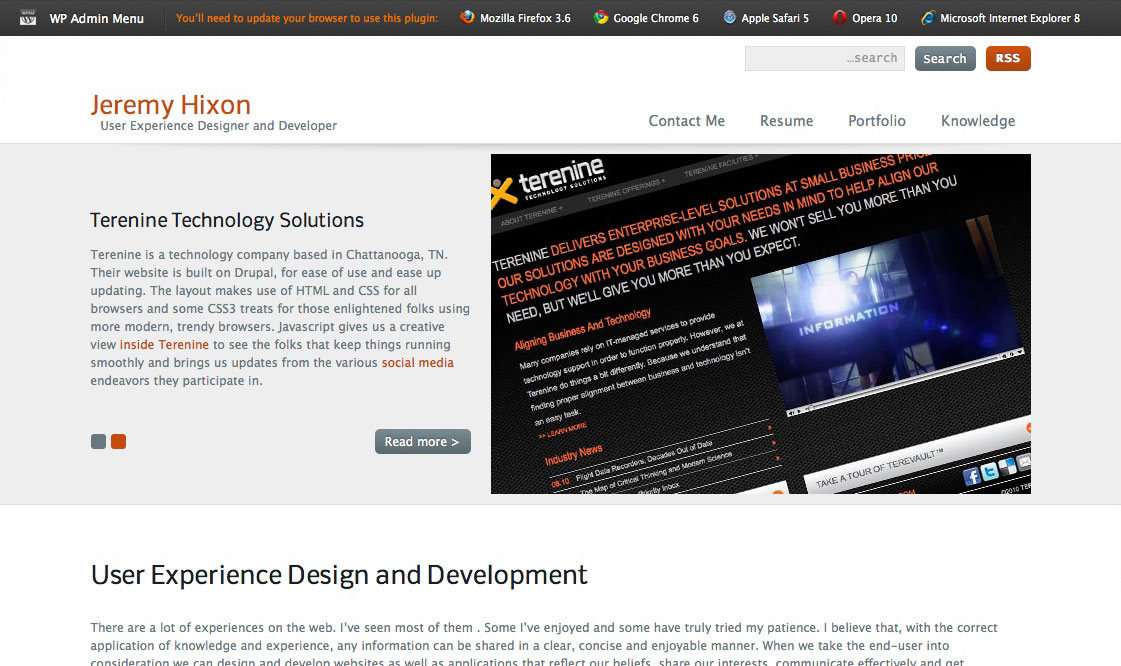 WP Admin Menu
You'll need to update your browser to use this plugin:
Mozilla Firefox 3.6
Google Chrome 6
Apple Safari 5
Opera 10
Microsoft Internet Explorer 8
...search
Search
RSS
Jeremy Hixon
User Experience Designer and Developer
Contact Me
Resume
Portfolio
Knowledge
Terenine Technology Solutions
Terenine is a technology company based in Chattanooga, TN.
Their website is built on Drupal, for ease of use and ease up
updating. The layout makes use of HTML and CSS for all
browsers and some CSS3 treats for those enlightened folks using
more modern, trendy browsers. Javascript gives us a creative
view inside Terenine to see the folks that keep things running
smoothly and brings us updates from the various social media
endeavors they participate in.
Read more >
terenine
TECHNOLOGY SOLUTIONS
ABOUT TERENINE +
TERENINE OFFERINGS +
TERENINE FACILITIES +
TERENINE DELIVERS ENTERPRISE-LEVEL SOLUTIONS AT SMALL BUSINESS
OUR SOLUTIONS ARE DESIGNED WITH YOUR NEEDS IN MIND TO HELP ALIGN OUR
TECHNOLOGY WITH YOUR BUSINESS GOALS. WE WON'T SELL YOU MORE THAN YOU
NEED, BUT WE'LL GIVE YOU MORE THAN YOU EXPECT.
Aligning Business And Technology
Many companies rely on IT-managed services to provide
technology support in order to function properly. However, we at
Terenine do things a bit differently. Because we understand that
finding proper alignment between business and technology isn't
an easy task.
>> LEARN MORE
INFORMATION
Industry News
08.10 Flight Data Recorders, Decades Out of Data
The Map of Critical Thinking and Modern Science
Priority Inbox
TAKE A TOUR OF TEREVAULT™
©2010
User Experience Design and Development
There are a lot of experiences on the web. I've seen most of them . Some I've enjoyed and some have truly tried my patience. I believe that, with the correct
application of knowledge and experience, any information can be shared in a clear, concise and enjoyable manner. When we take the end-user into
consideration we can design and develop websites as well as applications that reflect our beliefs, share our interests, communicate effectively and get